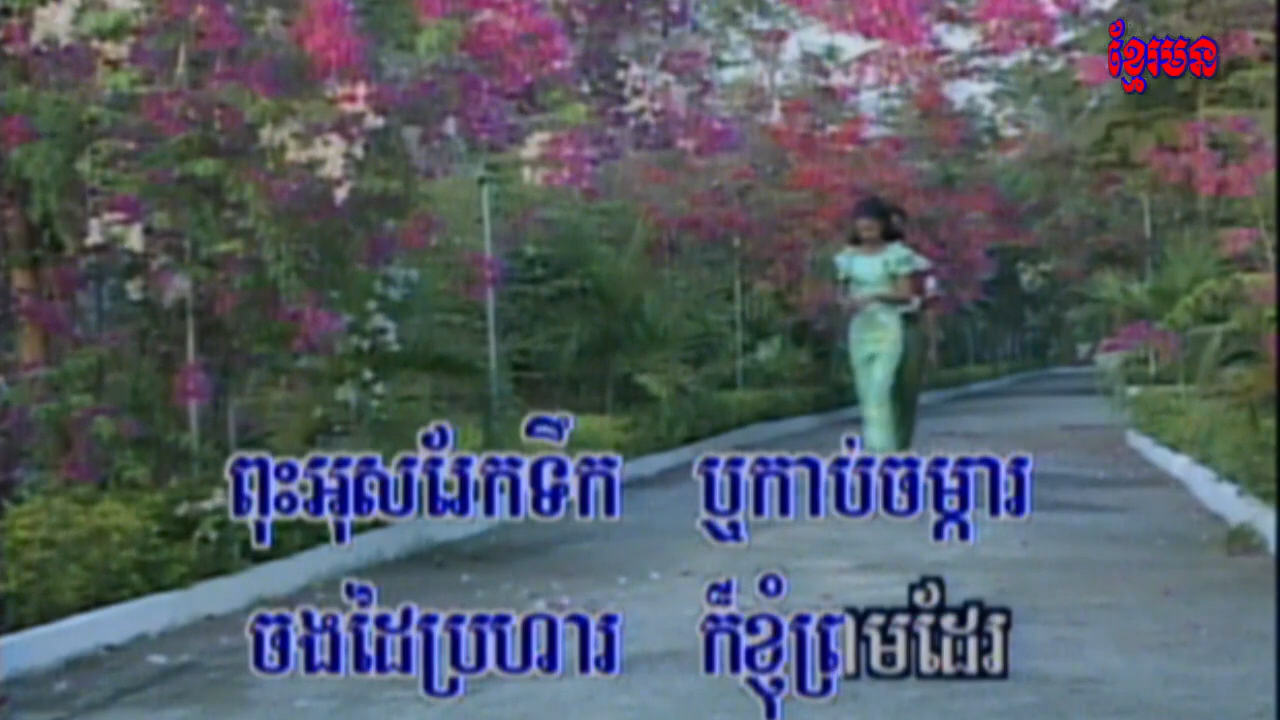 ខ្មែរមន
ពុះអុសរែកទឹក ឬកាប់ចម្ការ
ចងដៃប្រហារ ក៏ខ្ញុំព្រមដែរ